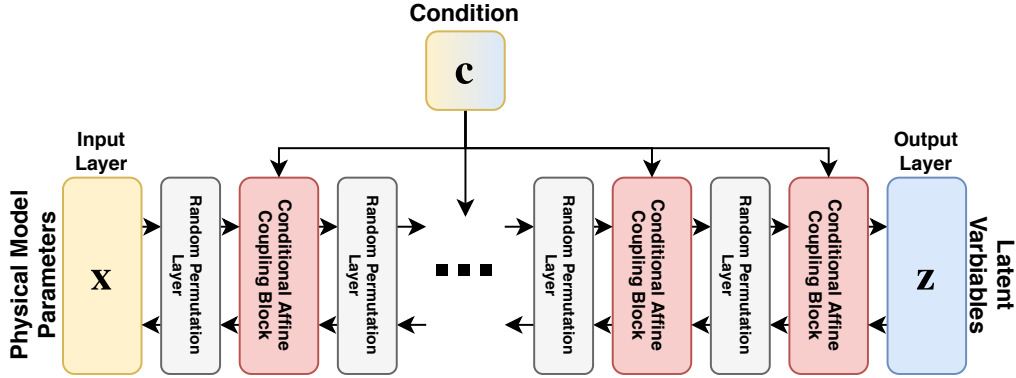 Condition
c
Input
Layer
Output
Layer
Physical Model
Parameters
x
Random Permutation
Layer
Conditional Affine
Coupling Block
Random Permutation
Layer
Random Permutation
Layer
Conditional Affine
Coupling Block
Random Permutation
Layer
Conditional Affine
Coupling Block
z
Latent
Varbiables